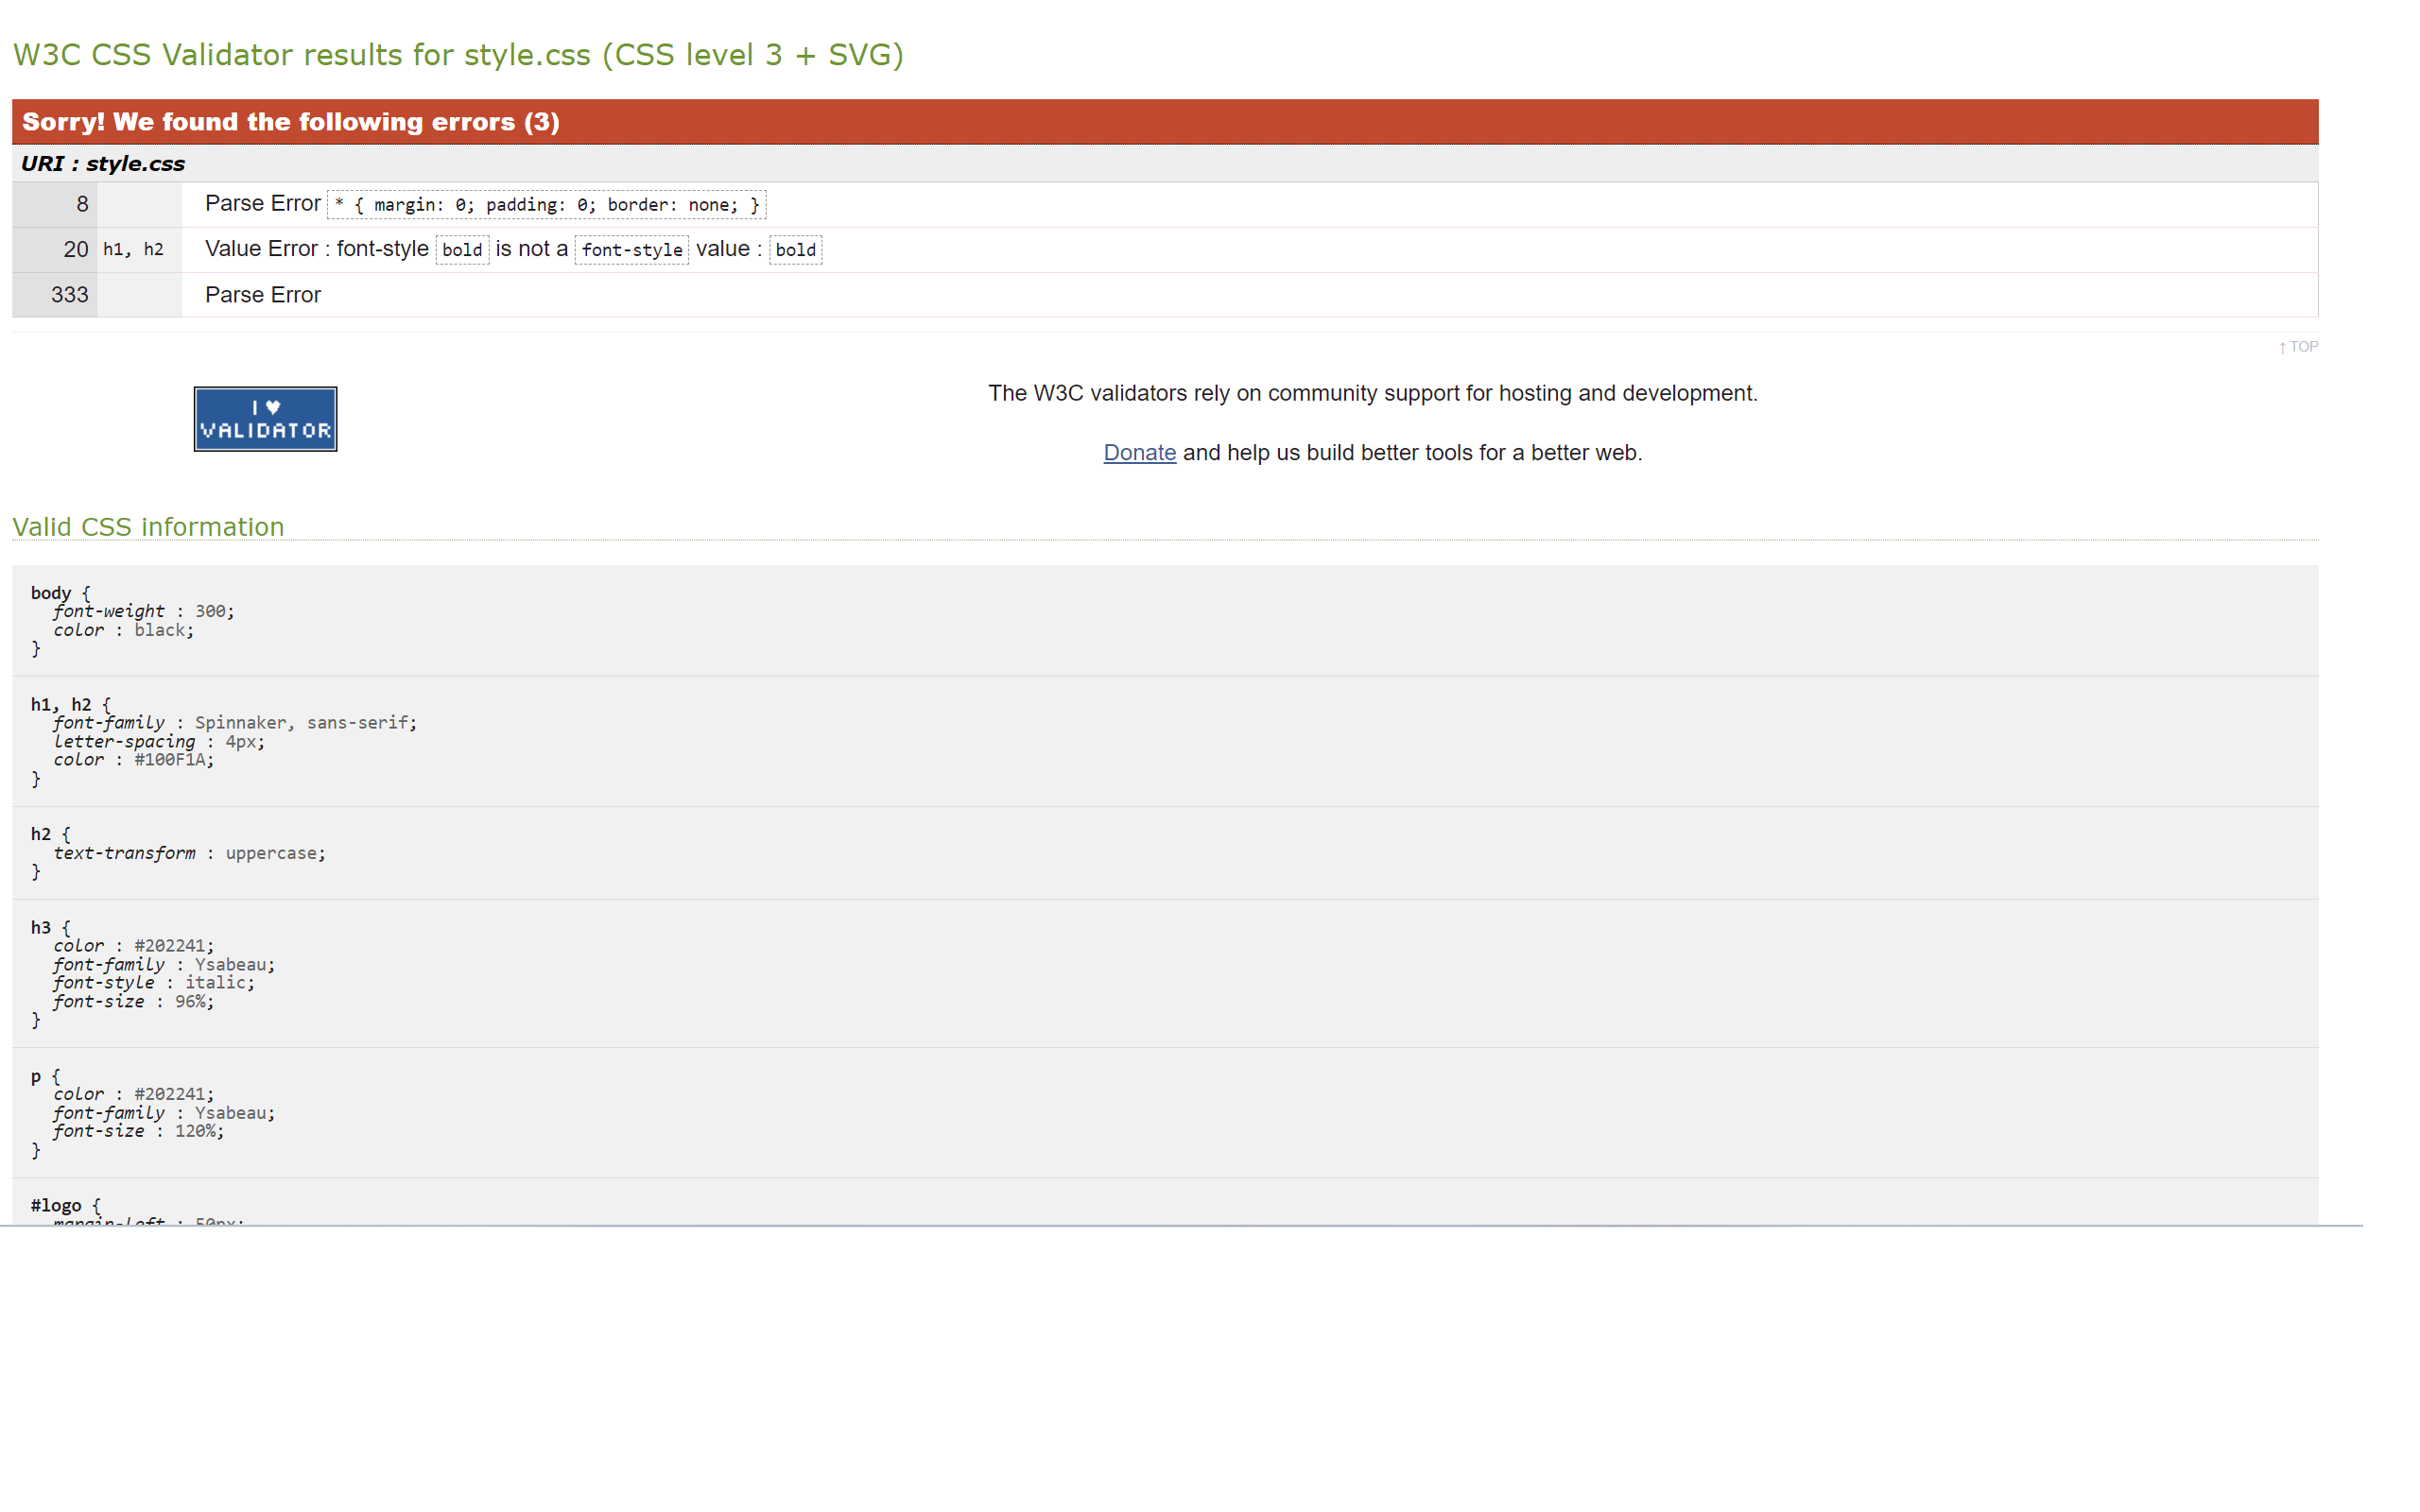 W3C CSS Validator results for style.css (CSS level 3 + SVG)
Sorry! We found the following errors (3)
URI : style.css
8 Parse Error * { margin: 0; padding: 0; border: none; }
20 h1, h2 Value Error : font-style bold is not a font-style value : bold
333 Parse Error
↑ TOP
I ♥
VALIDATOR
The W3C validators rely on community support for hosting and development.
Donate and help us build better tools for a better web.
Valid CSS information
body {
font-weight : 300;
color : black;
}
h1, h2 {
font-family : Spinnaker, sans-serif;
letter-spacing : 4px;
color : #100F1A;
}
h2 {
text-transform : uppercase;
}
h3 {
color : #202241;
font-family : Ysabeau;
font-style : italic;
font-size : 96%;
}
p {
color : #202241;
font-family : Ysabeau;
font-size : 120%;
}
#logo {
margin-left : 50px;